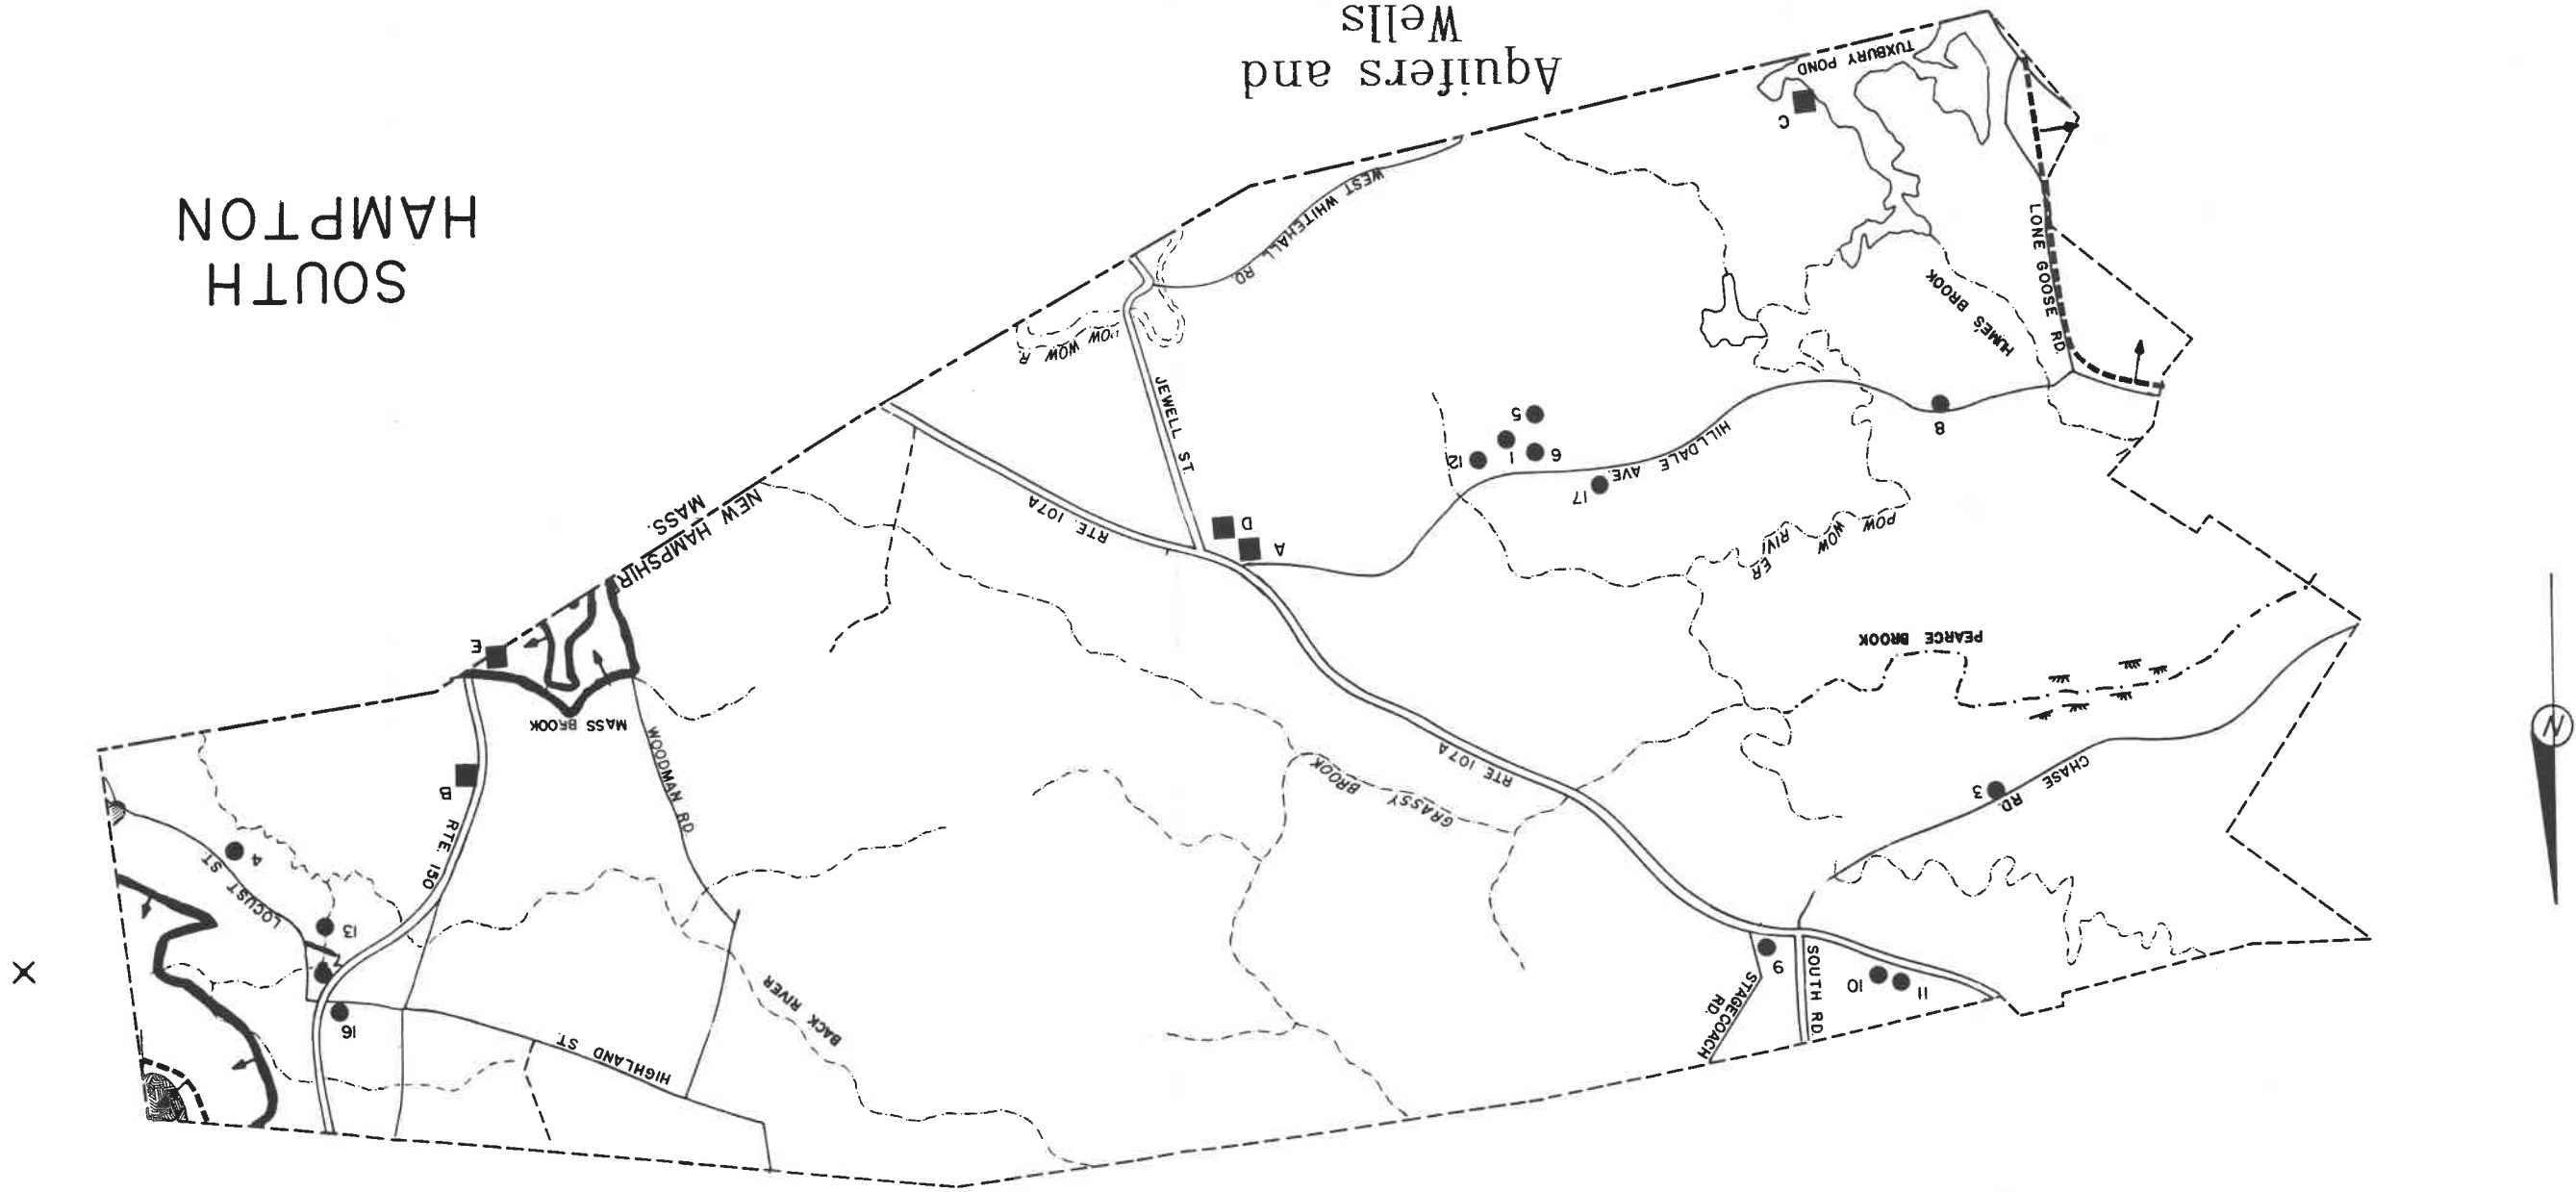 Aquifers and
Wells
SOUTH
HAMPTON
N
11
10
9
SOUTH RD.
STAGECOACH
RD.
BACK RIVER
HIGHLAND ST.
16
13
LOCUST ST.
4
RTE. 150
B
CHASE RD.
3
RTE. 107A
GRASSY BROOK
WOODMAN RD.
MASS BROOK
E
PEARCE BROOK
POW WOW RIVER
A
D
RTE. 107A
NEW HAMPSHIR
MASS.
17
HILLDALE AVE.
6
1
12
5
8
JEWELL ST.
LONE GOOSE RD.
HUMES BROOK
POW WOW R
WEST WHITEHALL RD.
C
TUXBURY POND